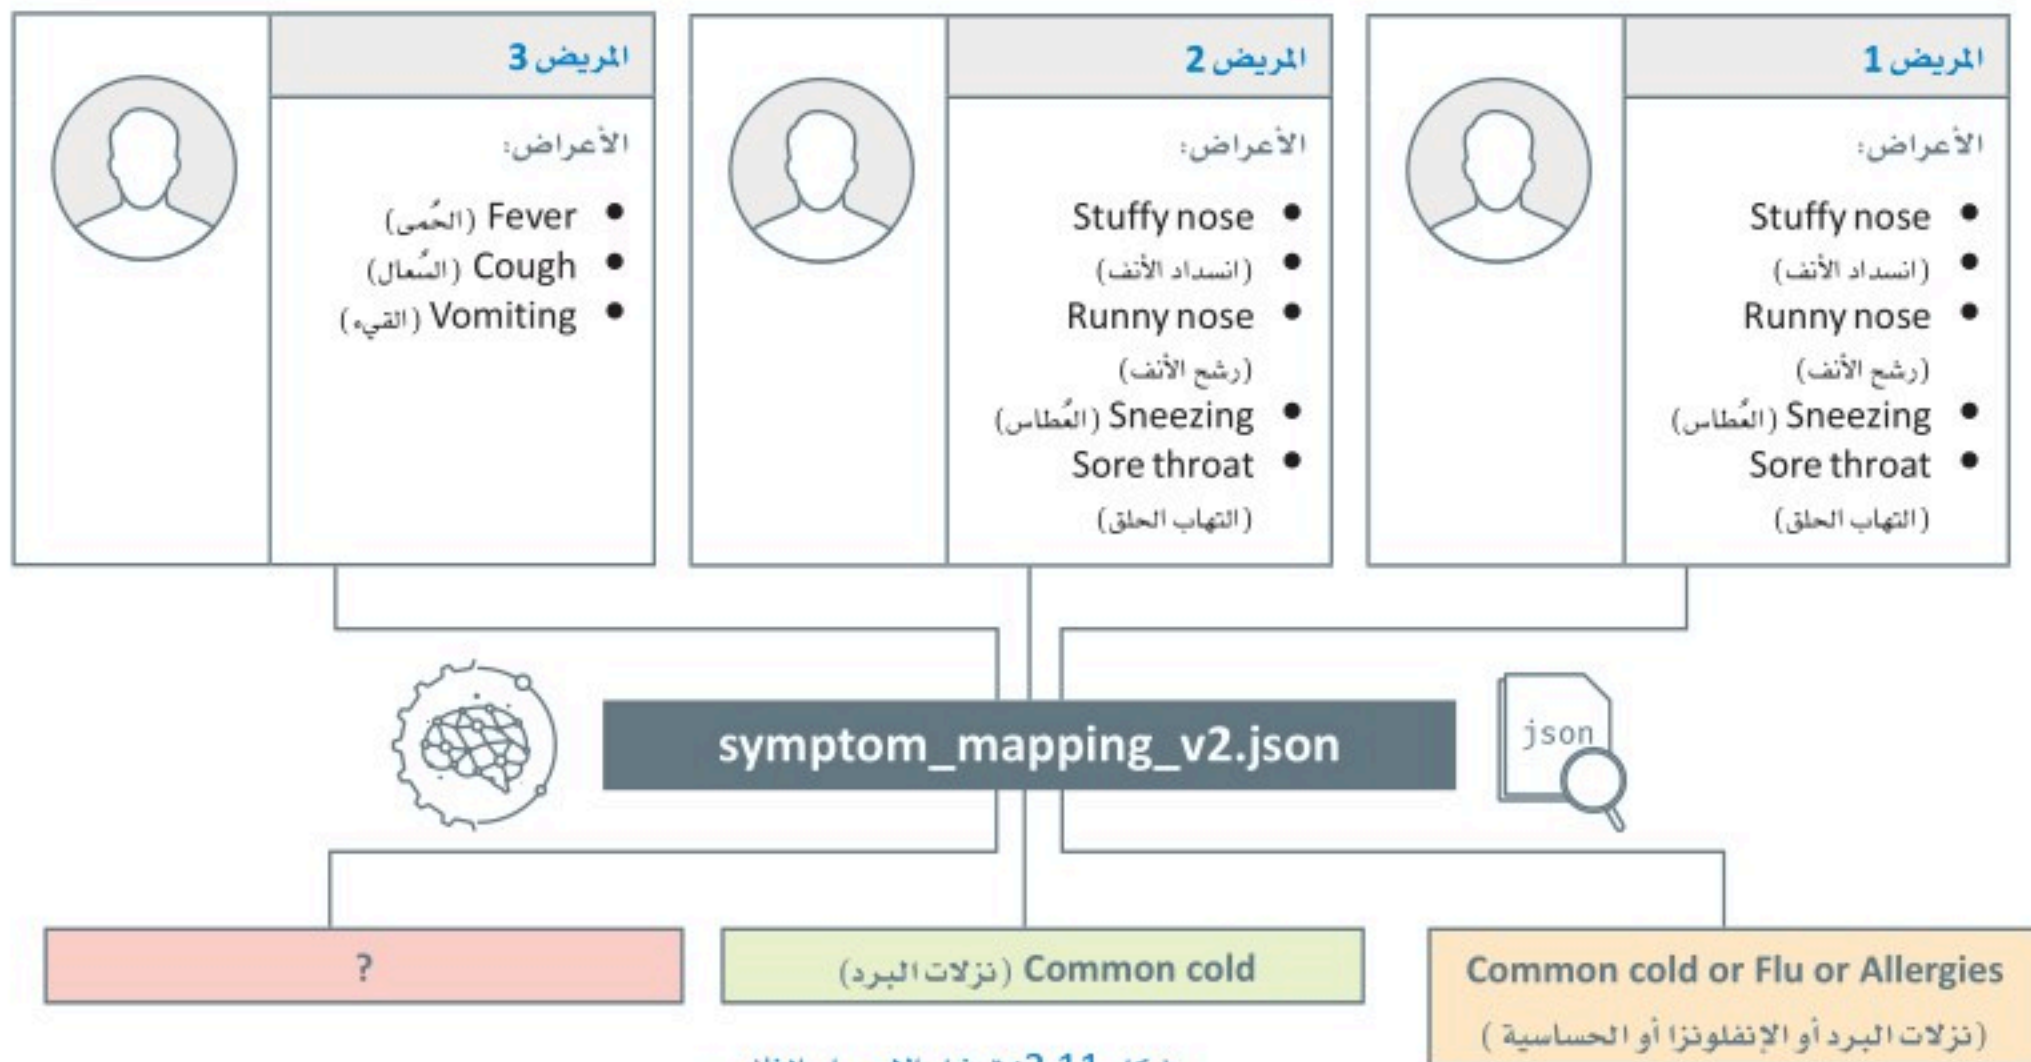 المريض 1
الأعراض:
• Stuffy nose
• (انسداد الأنف)
• Runny nose
(رشح الأنف)
• Sneezing (العُطاس)
• Sore throat
(التهاب الحلق)
المريض 2
الأعراض:
• Stuffy nose
• (انسداد الأنف)
• Runny nose
(رشح الأنف)
• Sneezing (العُطاس)
• Sore throat
(التهاب الحلق)
المريض 3
الأعراض:
• Fever (الحُمى)
• Cough (السُعال)
• Vomiting (القيء)
symptom_mapping_v2.json
json
Common cold or Flu or Allergies
(نزلات البرد أو الإنفلونزا أو الحساسية )
Common cold (نزلات البرد)
?
2.11